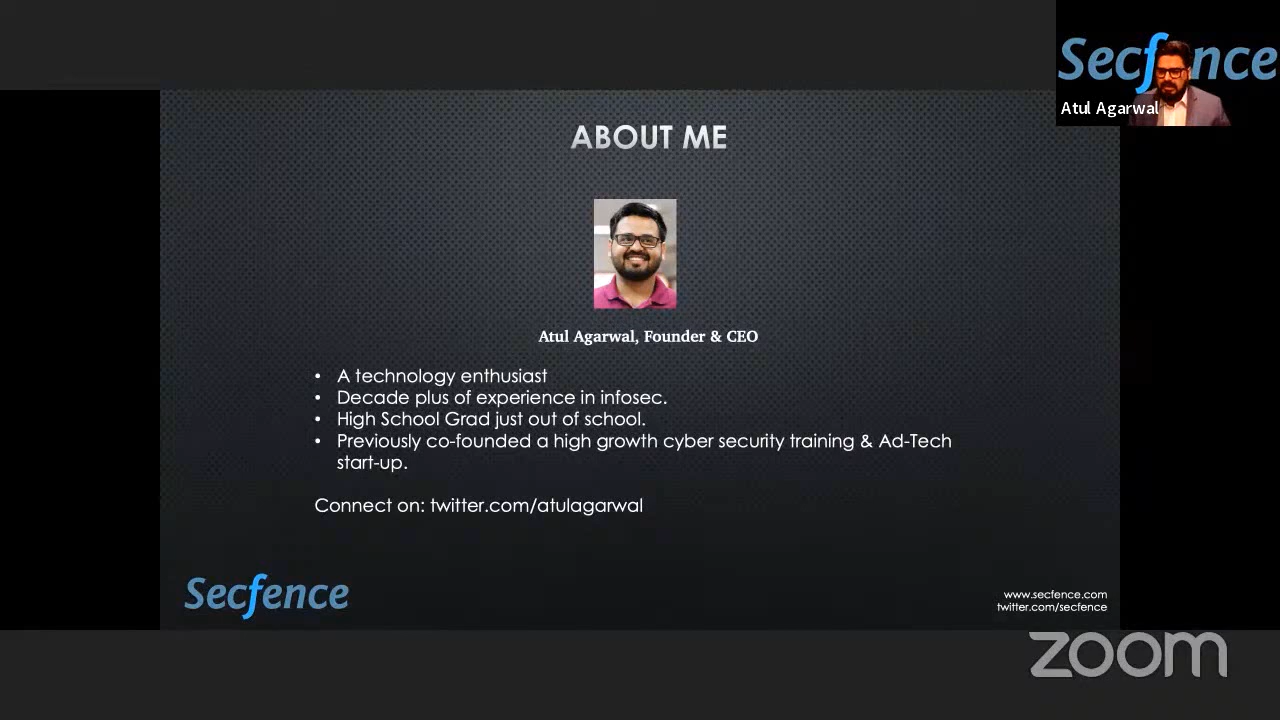 Secfence
Atul Agarwal
ABOUT ME
Atul Agarwal, Founder & CEO
• A technology enthusiast
• Decade plus of experience in infosec.
• High School Grad just out of school.
• Previously co-founded a high growth cyber security training & Ad-Tech
start-up.
Connect on: twitter.com/atulagarwal
Secfence
www.secfence.com
twitter.com/secfence
zoom